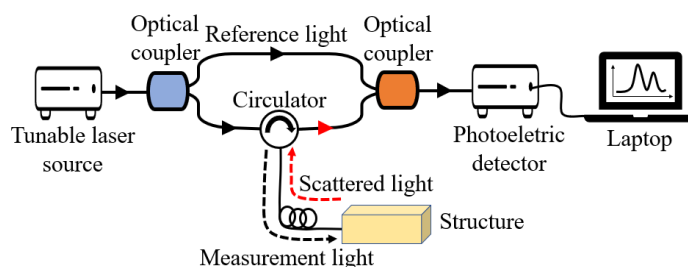 Optical
coupler
Reference light
Optical
coupler
Circulator
Tunable laser
source
Photoeletric
detector
Laptop
Scattered light
Structure
Measurement light